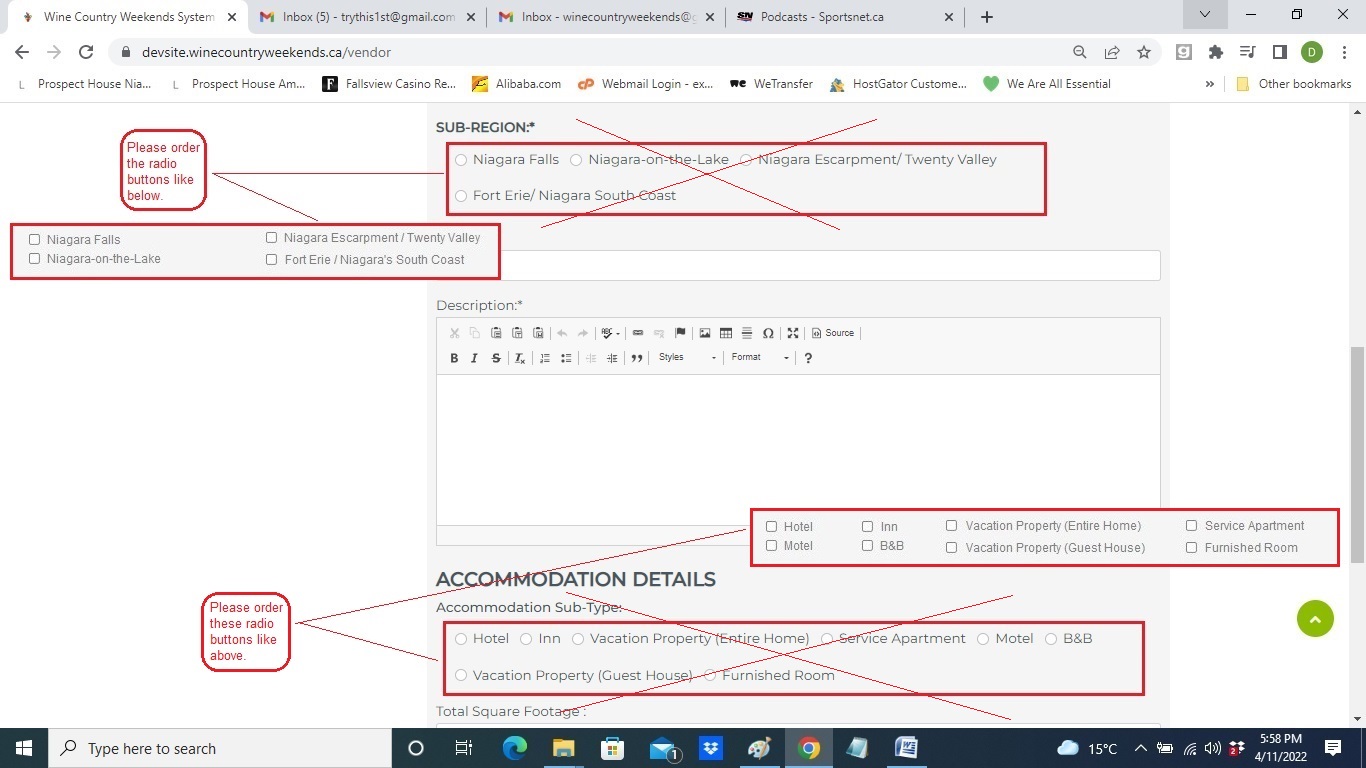 Wine Country Weekends System
Inbox (5) - trythis1st@gmail.com
Inbox - winecountryweekends@g
SN Podcasts - Sportsnet.ca
devsite.winecountryweekends.ca/vendor
g
D
L Prospect House Nia...
L Prospect House Am...
F Fallsview Casino Re...
Alibaba.com
cP Webmail Login - ex...
we WeTransfer
HostGator Custome...
We Are All Essential
»
Other bookmarks
SUB-REGION:*
Please order
the radio
buttons like
below.
Niagara Falls Niagara-on-the-Lake Niagara Escarpment/ Twenty Valley
Fort Erie/ Niagara South Coast
Niagara Falls Niagara Escarpment / Twenty Valley
Niagara-on-the-Lake Fort Erie / Niagara's South Coast
Description:*
ABC Ω Source
B I S Tx Styles Format ?
Hotel Inn Vacation Property (Entire Home) Service Apartment
Motel B&B Vacation Property (Guest House) Furnished Room
ACCOMMODATION DETAILS
Accommodation Sub-Type:
Please order
these radio
buttons like
above.
Hotel Inn Vacation Property (Entire Home) Service Apartment Motel B&B
Vacation Property (Guest House) Furnished Room
Total Square Footage :
Type here to search
1
W
15°C
2
5:58 PM
4/11/2022